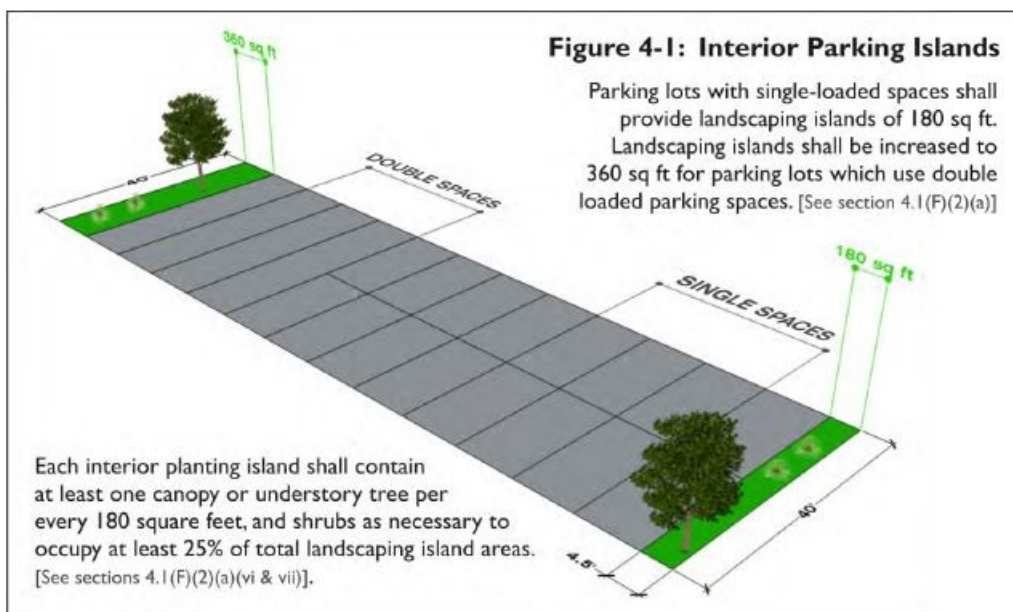 Figure 4-1: Interior Parking Islands
Parking lots with single-loaded spaces shall
provide landscaping islands of 180 sq ft.
Landscaping islands shall be increased to
360 sq ft for parking lots which use double
loaded parking spaces. [See section 4.1(F)(2)(a)]
360 sq ft
40'
DOUBLE SPACES
180 sq ft
SINGLE SPACES
Each interior planting island shall contain
at least one canopy or understory tree per
every 180 square feet, and shrubs as necessary to
occupy at least 25% of total landscaping island areas.
[See sections 4.1(F)(2)(a)(vi & vii)].
4.5'
40'